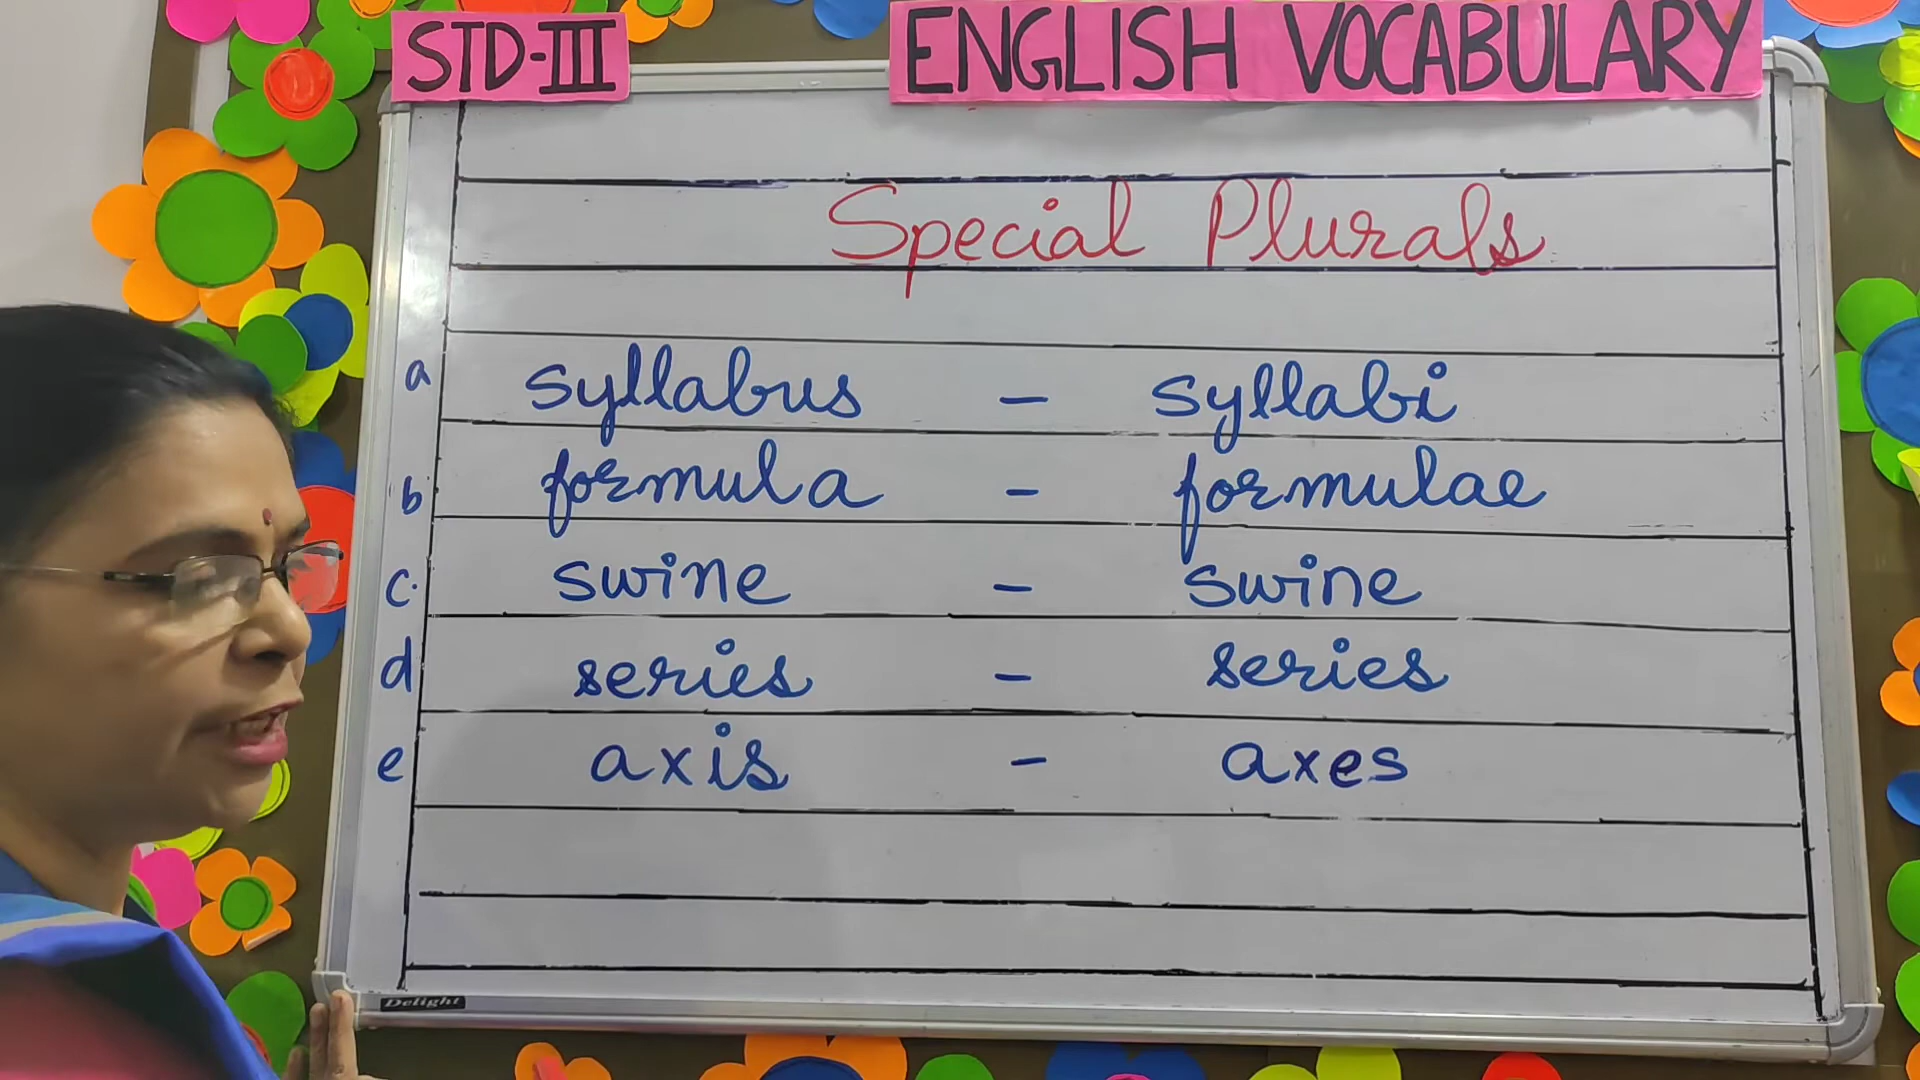 STD-III ENGLISH VOCABULARY
Special Plurals
a syllabus - syllabi
b formula - formulae
c. swine - swine
d series - series
e axis - axes
Delight